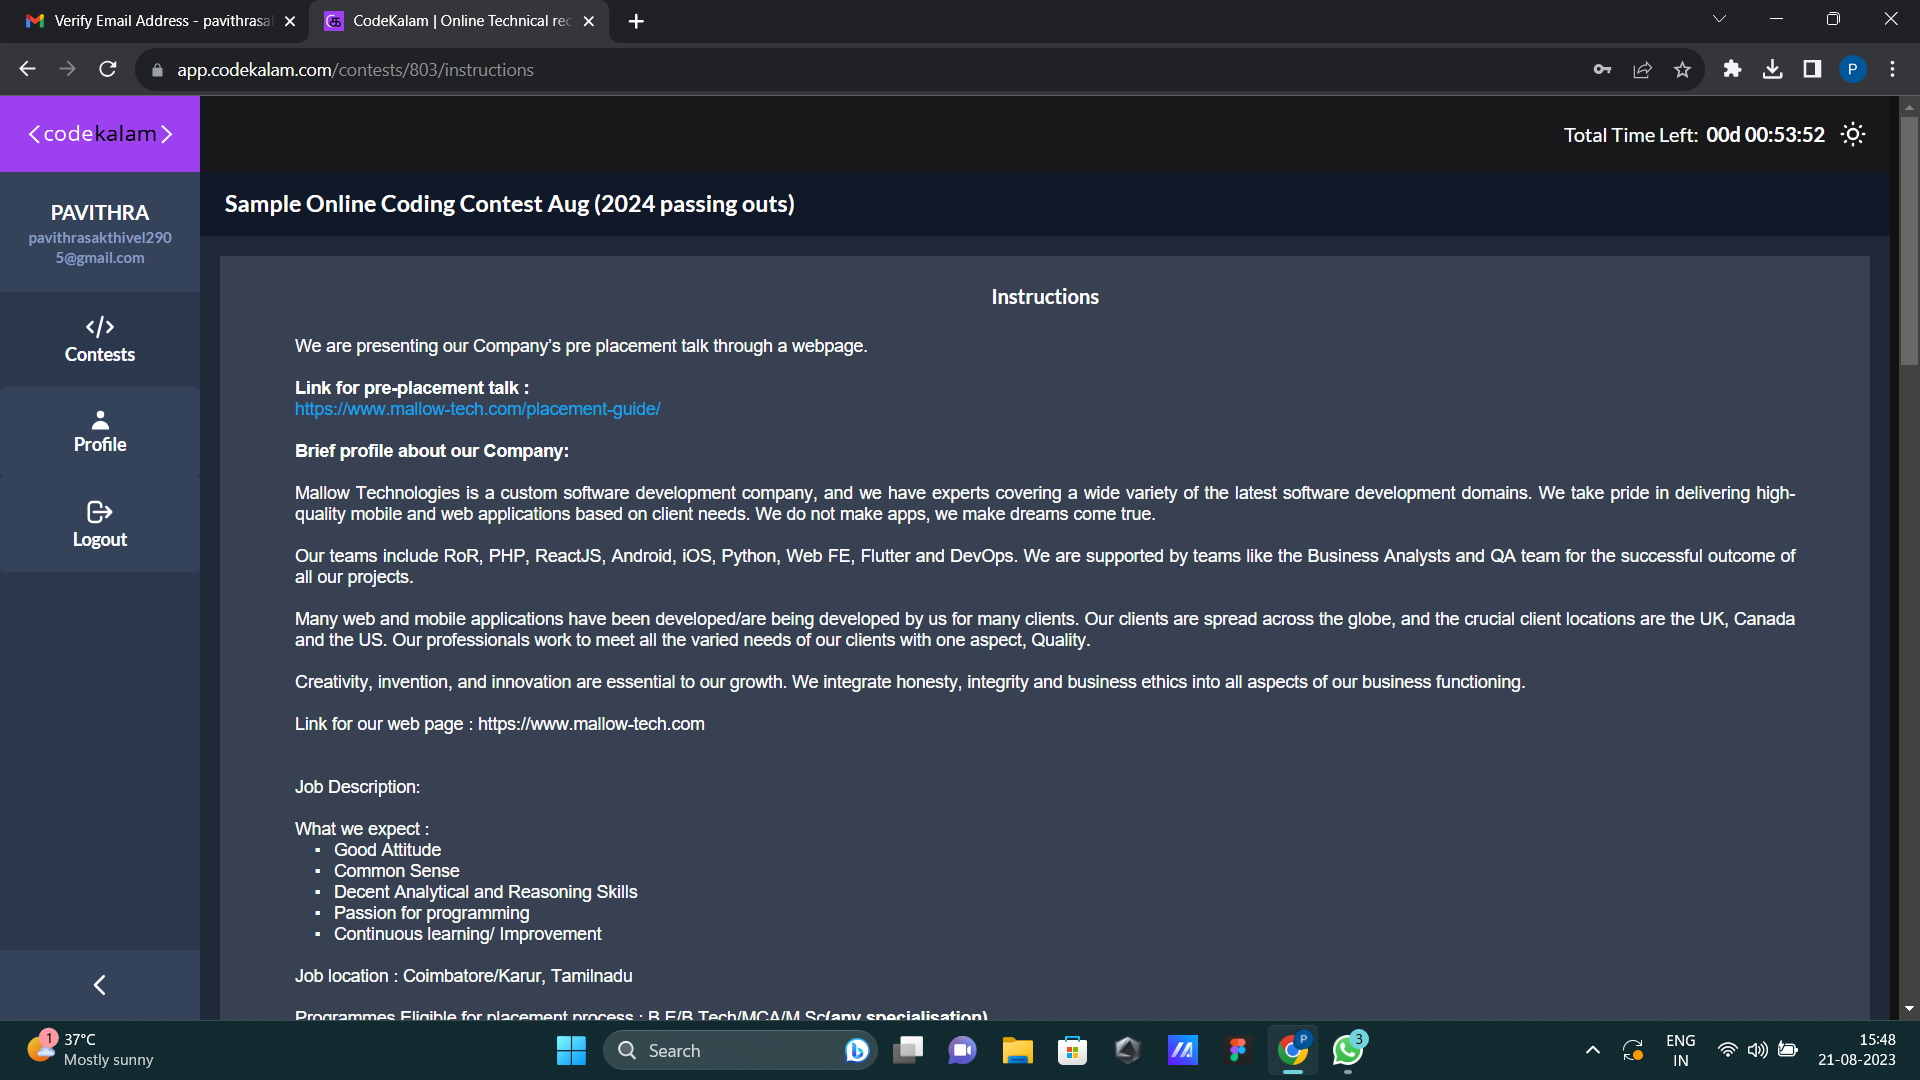 Verify Email Address - pavithrasa
CodeKalam | Online Technical rec
app.codekalam.com/contests/803/instructions
P
<codekalam>
Total Time Left: 00d 00:53:52
PAVITHRA
pavithrasakthivel290
5@gmail.com
Contests
Profile
Logout
Sample Online Coding Contest Aug (2024 passing outs)
Instructions
We are presenting our Company's pre placement talk through a webpage.
Link for pre-placement talk :
https://www.mallow-tech.com/placement-guide/
Brief profile about our Company:
Mallow Technologies is a custom software development company, and we have experts covering a wide variety of the latest software development domains. We take pride in delivering high-
quality mobile and web applications based on client needs. We do not make apps, we make dreams come true.
Our teams include RoR, PHP, ReactJS, Android, iOS, Python, Web FE, Flutter and DevOps. We are supported by teams like the Business Analysts and QA team for the successful outcome of
all our projects.
Many web and mobile applications have been developed/are being developed by us for many clients. Our clients are spread across the globe, and the crucial client locations are the UK, Canada
and the US. Our professionals work to meet all the varied needs of our clients with one aspect, Quality.
Creativity, invention, and innovation are essential to our growth. We integrate honesty, integrity and business ethics into all aspects of our business functioning.
Link for our web page : https://www.mallow-tech.com
Job Description:
What we expect :
▪ Good Attitude
▪ Common Sense
▪ Decent Analytical and Reasoning Skills
▪ Passion for programming
▪ Continuous learning/ Improvement
Job location : Coimbatore/Karur, Tamilnadu
Programmes Eligible for placement process : B.E/B.Tech/MCA/M.Sc(any specialisation)
1
37°C
Mostly sunny
Search
P
3
ENG
IN
15:48
21-08-2023